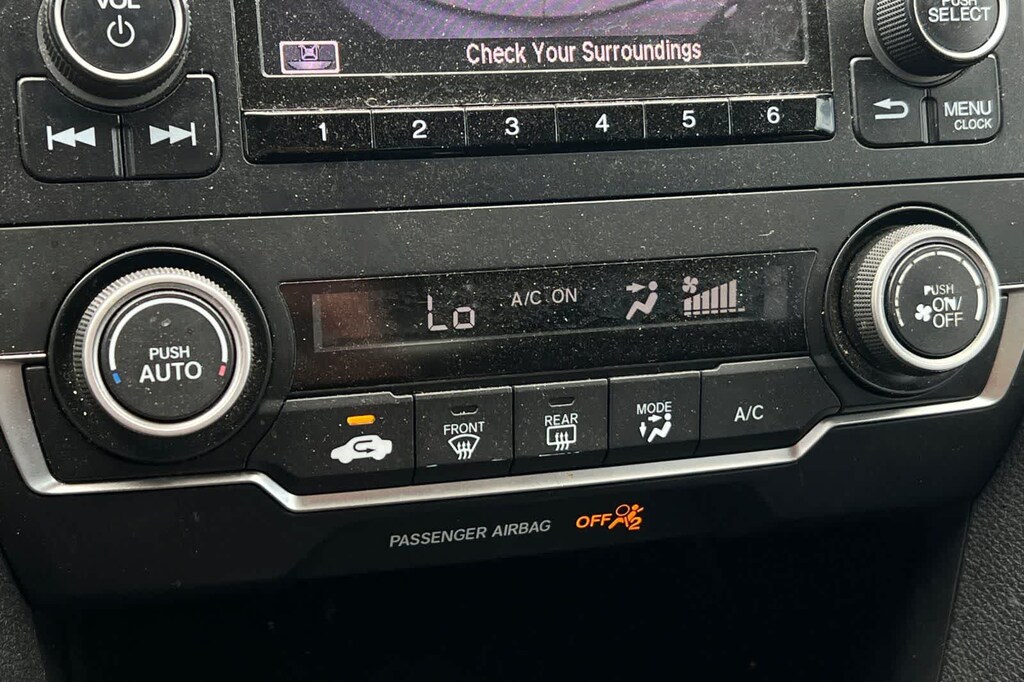 VOL
PUSH
SELECT
Check Your Surroundings
1 2 3 4 5 6
MENU
CLOCK
Lo A/C ON
PUSH
AUTO
PUSH
ON/
OFF
FRONT
REAR
MODE
A/C
PASSENGER AIRBAG OFF 2